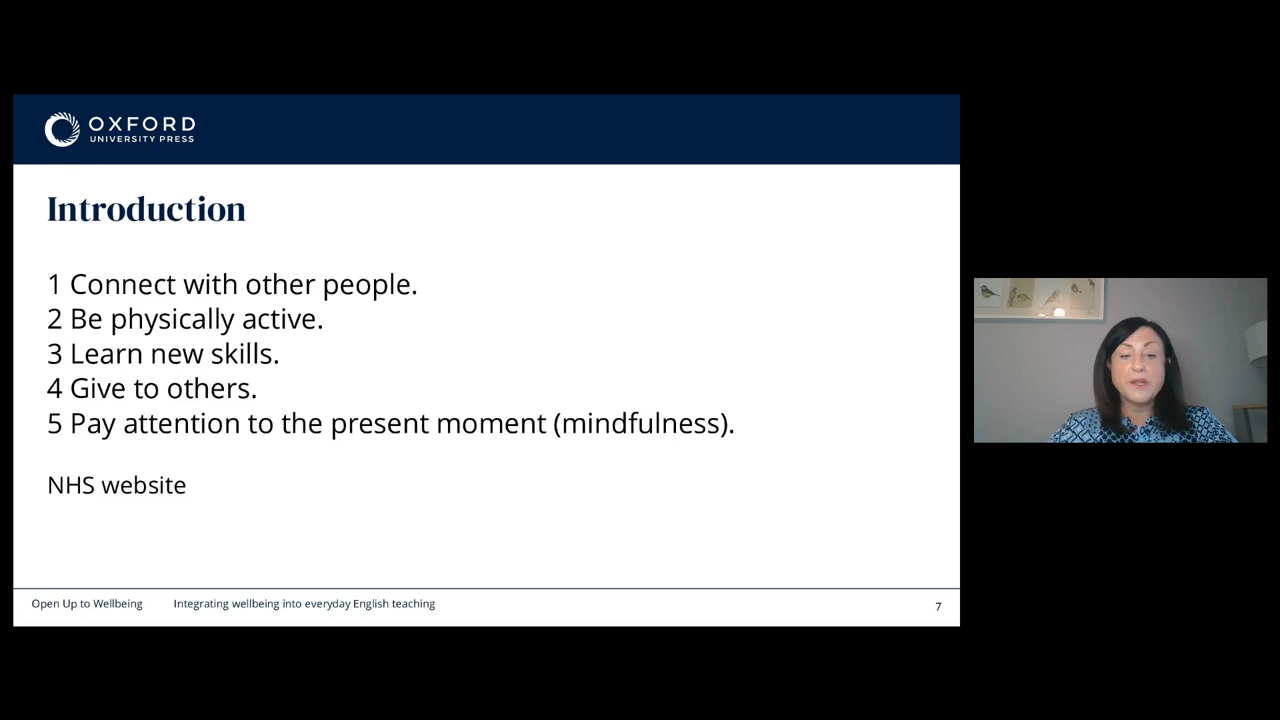 OXFORD
UNIVERSITY PRESS
Introduction
1 Connect with other people.
2 Be physically active.
3 Learn new skills.
4 Give to others.
5 Pay attention to the present moment (mindfulness).
NHS website
Open Up to Wellbeing
Integrating wellbeing into everyday English teaching
7